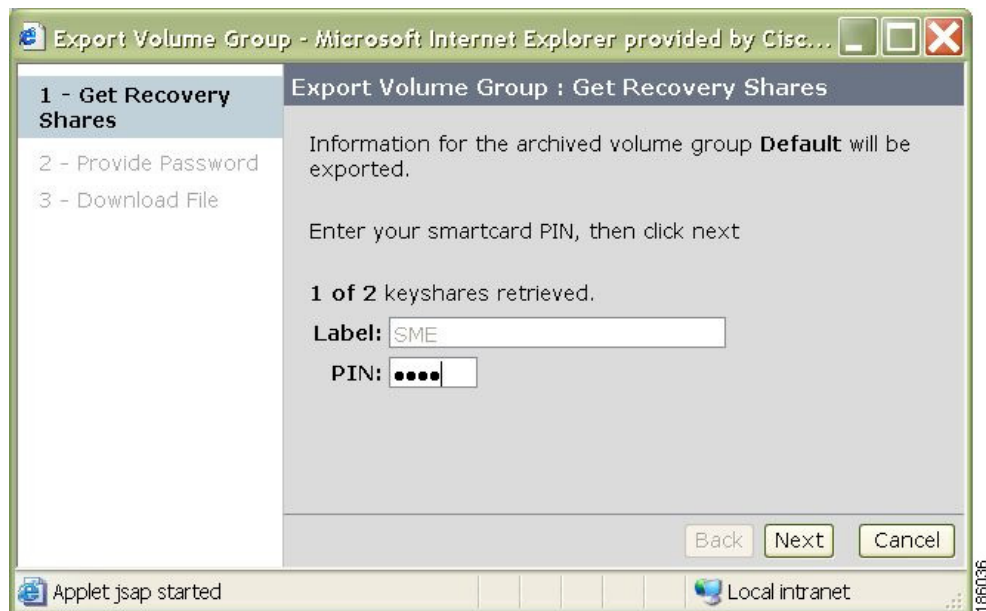 Export Volume Group - Microsoft Internet Explorer provided by Cisc...
1 - Get Recovery
Shares
2 - Provide Password
3 - Download File
Export Volume Group : Get Recovery Shares
Information for the archived volume group Default will be
exported.
Enter your smartcard PIN, then click next
1 of 2 keyshares retrieved.
Label: SME
PIN: ••••
Back Next Cancel
Applet jsap started
Local intranet
186036